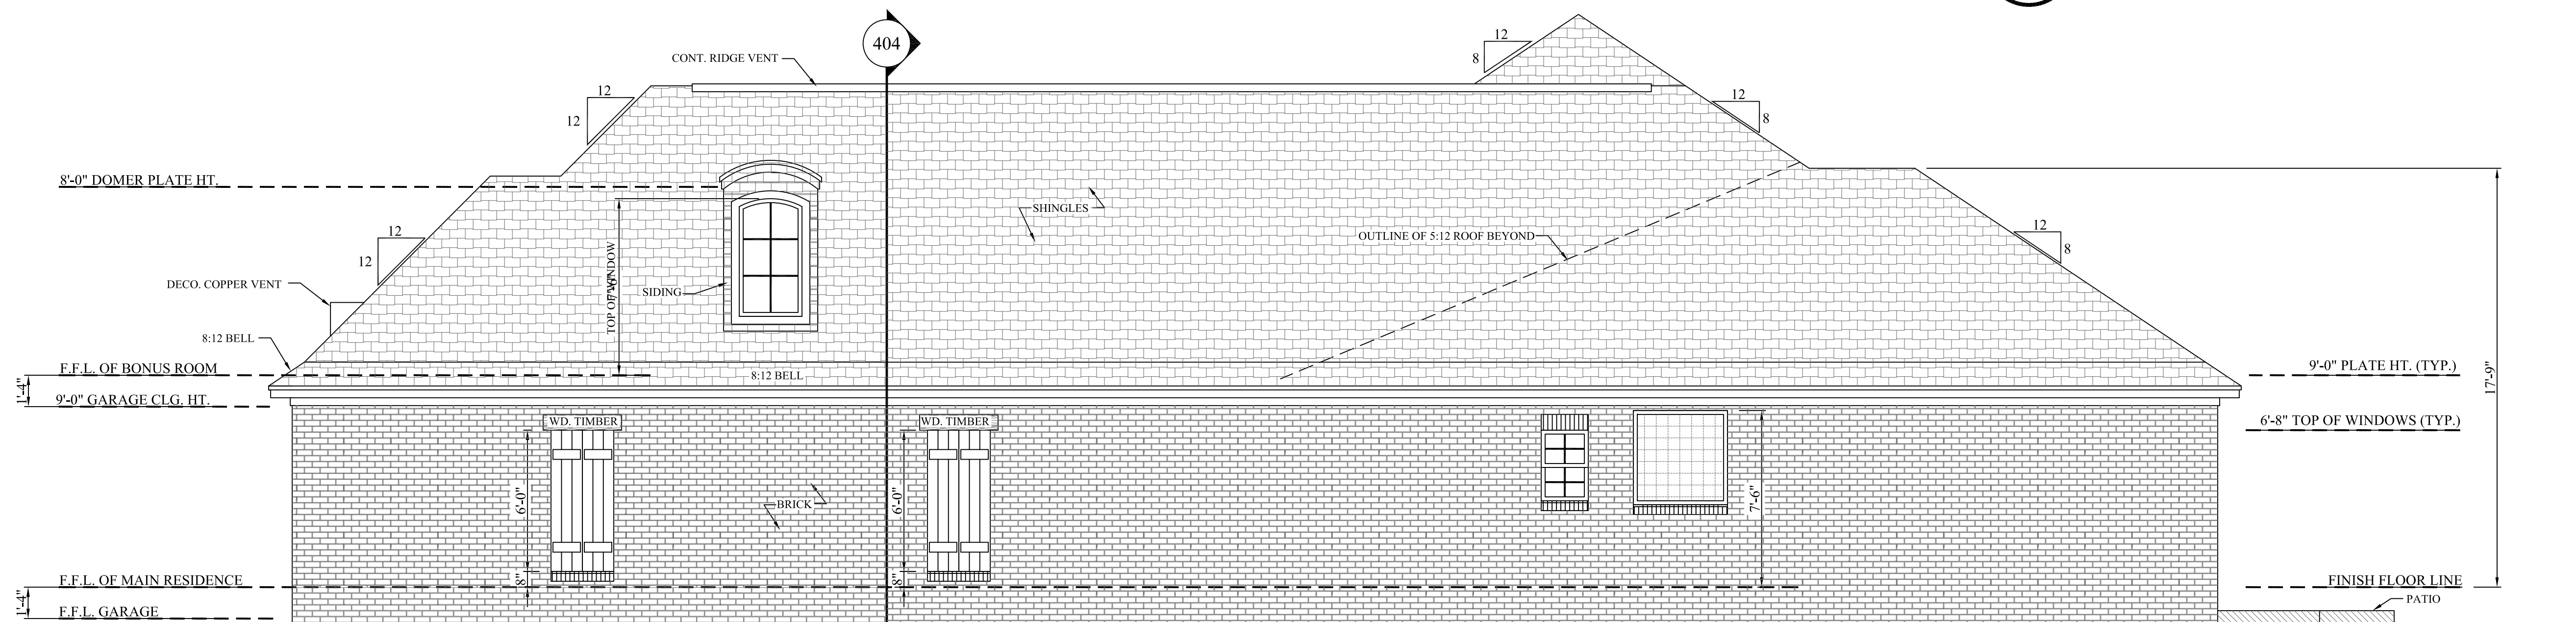 404
CONT. RIDGE VENT
12
8
12
12
12
8
8'-0" DOMER PLATE HT.
SHINGLES
12
12
OUTLINE OF 5:12 ROOF BEYOND
12
8
DECO. COPPER VENT
SIDING
TOP OF WINDOW
7'-6"
8:12 BELL
F.F.L. OF BONUS ROOM
8:12 BELL
9'-0" PLATE HT. (TYP.)
17'-9"
1'-4"
9'-0" GARAGE CLG. HT.
WD. TIMBER
WD. TIMBER
6'-8" TOP OF WINDOWS (TYP.)
6'-0"
BRICK
6'-0"
7'-6"
F.F.L. OF MAIN RESIDENCE
8"
8"
FINISH FLOOR LINE
1'-4"
F.F.L. GARAGE
PATIO